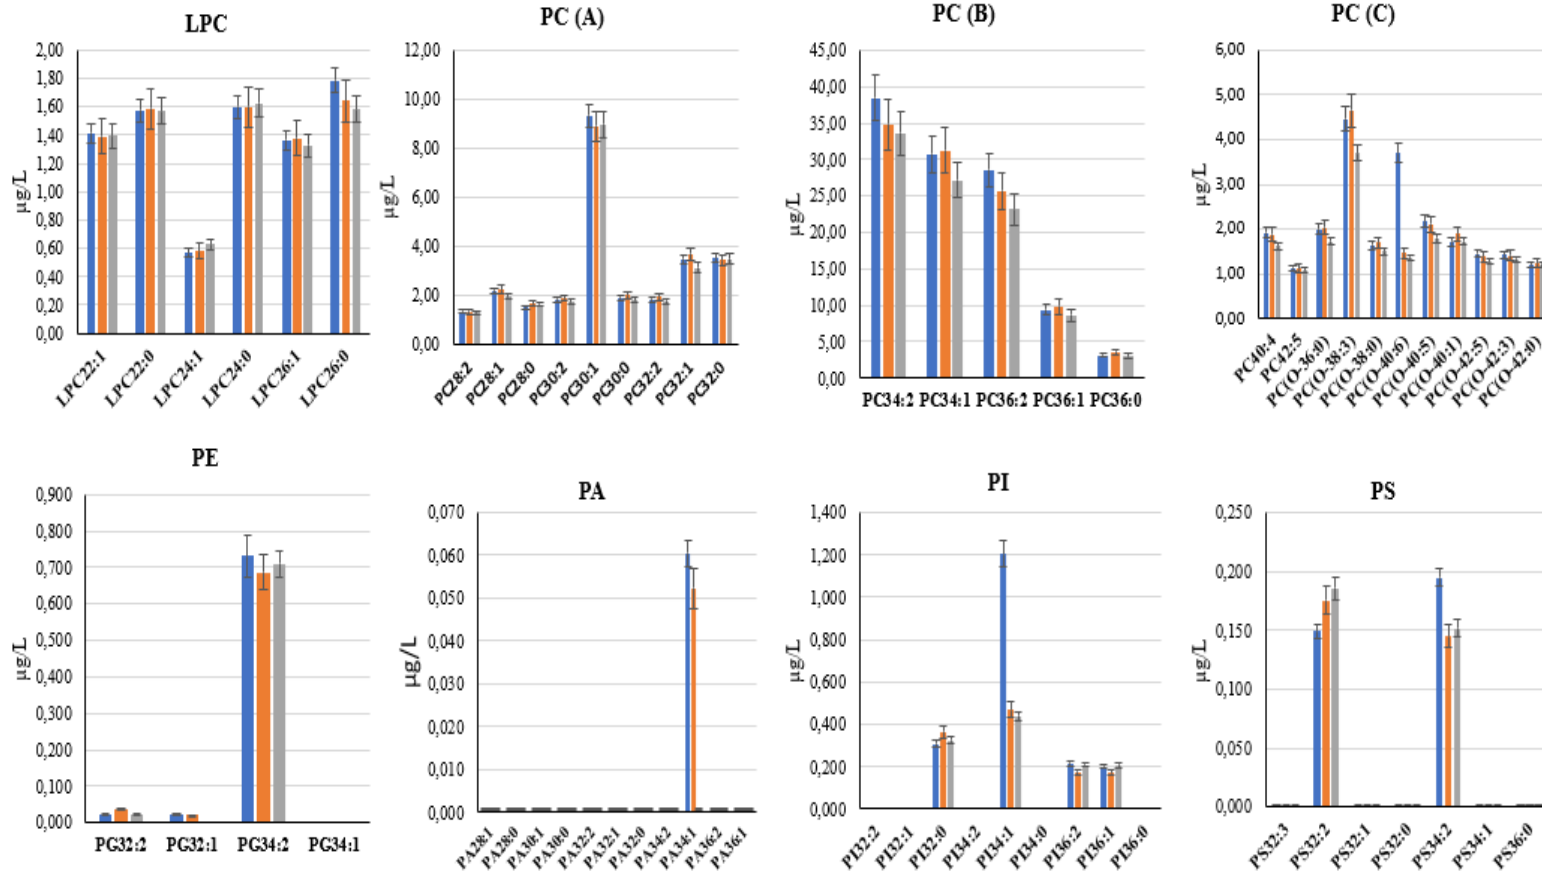 LPC
2,00
1,80
1,60
1,40
1,20
1,00
0,80
0,60
0,40
0,20
0,00
µg/L
LPC22:1
LPC22:0
LPC24:1
LPC24:0
LPC26:1
LPC26:0
PC (A)
12,00
10,00
8,00
6,00
4,00
2,00
0,00
µg/L
PC28:2
PC28:1
PC28:0
PC30:2
PC30:1
PC30:0
PC32:2
PC32:1
PC32:0
PC (B)
45,00
40,00
35,00
30,00
25,00
20,00
15,00
10,00
5,00
0,00
µg/L
PC34:2 PC34:1 PC36:2 PC36:1 PC36:0
PC (C)
6,00
5,00
4,00
3,00
2,00
1,00
0,00
µg/L
PC40:4
PC42:5
PC(O-36:0)
PC(O-38:3)
PC(O-38:0)
PC(O-40:6)
PC(O-40:5)
PC(O-40:1)
PC(O-42:5)
PC(O-42:3)
PC(O-42:0)
PE
0,900
0,800
0,700
0,600
0,500
0,400
0,300
0,200
0,100
0,000
µg/L
PG32:2 PG32:1 PG34:2 PG34:1
PA
0,070
0,060
0,050
0,040
0,030
0,020
0,010
0,000
µg/L
PA28:1
PA28:0
PA30:1
PA30:0
PA32:2
PA32:1
PA32:0
PA34:2
PA34:1
PA36:2
PA36:1
PI
1,400
1,200
1,000
0,800
0,600
0,400
0,200
0,000
µg/L
PI32:2
PI32:1
PI32:0
PI34:2
PI34:1
PI34:0
PI36:2
PI36:1
PI36:0
PS
0,250
0,200
0,150
0,100
0,050
0,000
µg/L
PS32:3
PS32:2
PS32:1
PS32:0
PS34:2
PS34:1
PS36:0